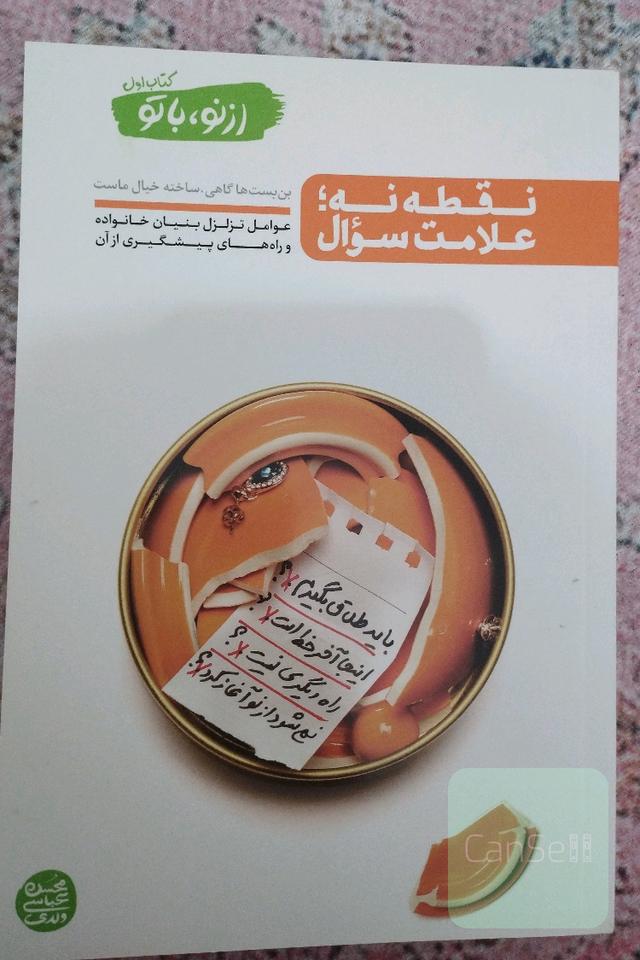 کتاب اول
از نو، با تو
نقطه نه؛
علامت سؤال
بن‌بست‌ها گاهی، ساخته خیال ماست
عوامل تزلزل بنیان خانواده
و راه‌های پیشگیری از آن
باید طلاق بگیرم؟
اینجا آخر خط است؟
راه دیگری نیست؟
نمی‌شود از نو آغاز کرد؟
محسن
عباسی
ولدی
CanSell